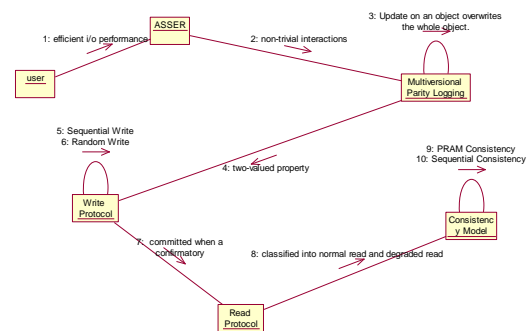 3: Update on an object overwrites
the whole object.
ASSER
1: efficient i/o performance
2: non-trivial interactions
user
Multiversional
Parity Logging
5: Sequential Write
6: Random Write
9: PRAM Consistency
10: Sequential Consistency
4: two-valued property
Write
Protocol
Consistenc
y Model
7: committed when a
confirmatory
8: classified into normal read and degraded read
Read
Protocol